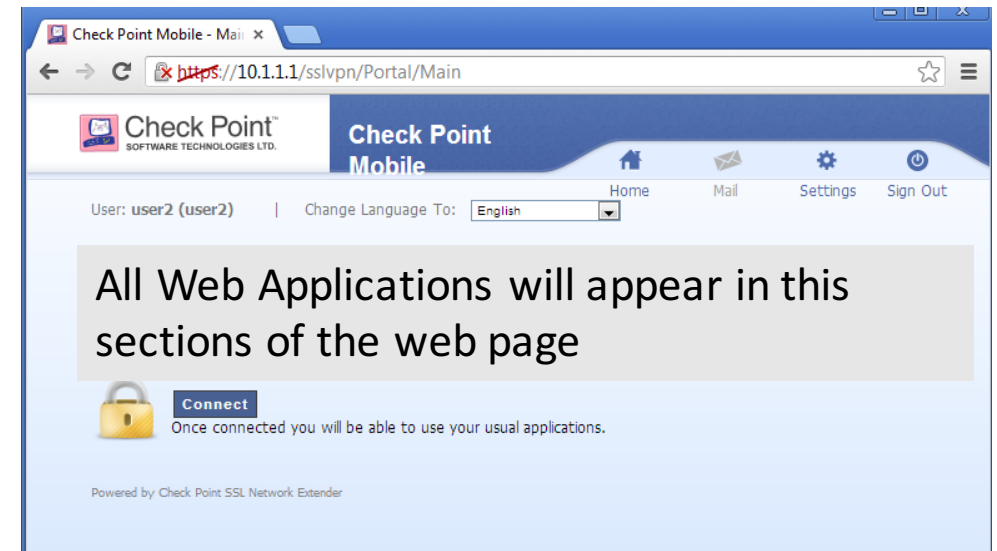 Check Point Mobile - Mai
https://10.1.1.1/sslvpn/Portal/Main
Check Point™
SOFTWARE TECHNOLOGIES LTD.
Check Point
Mobile
Home Mail Settings Sign Out
User: user2 (user2) | Change Language To: English
All Web Applications will appear in this
sections of the web page
Connect
Once connected you will be able to use your usual applications.
Powered by Check Point SSL Network Extender